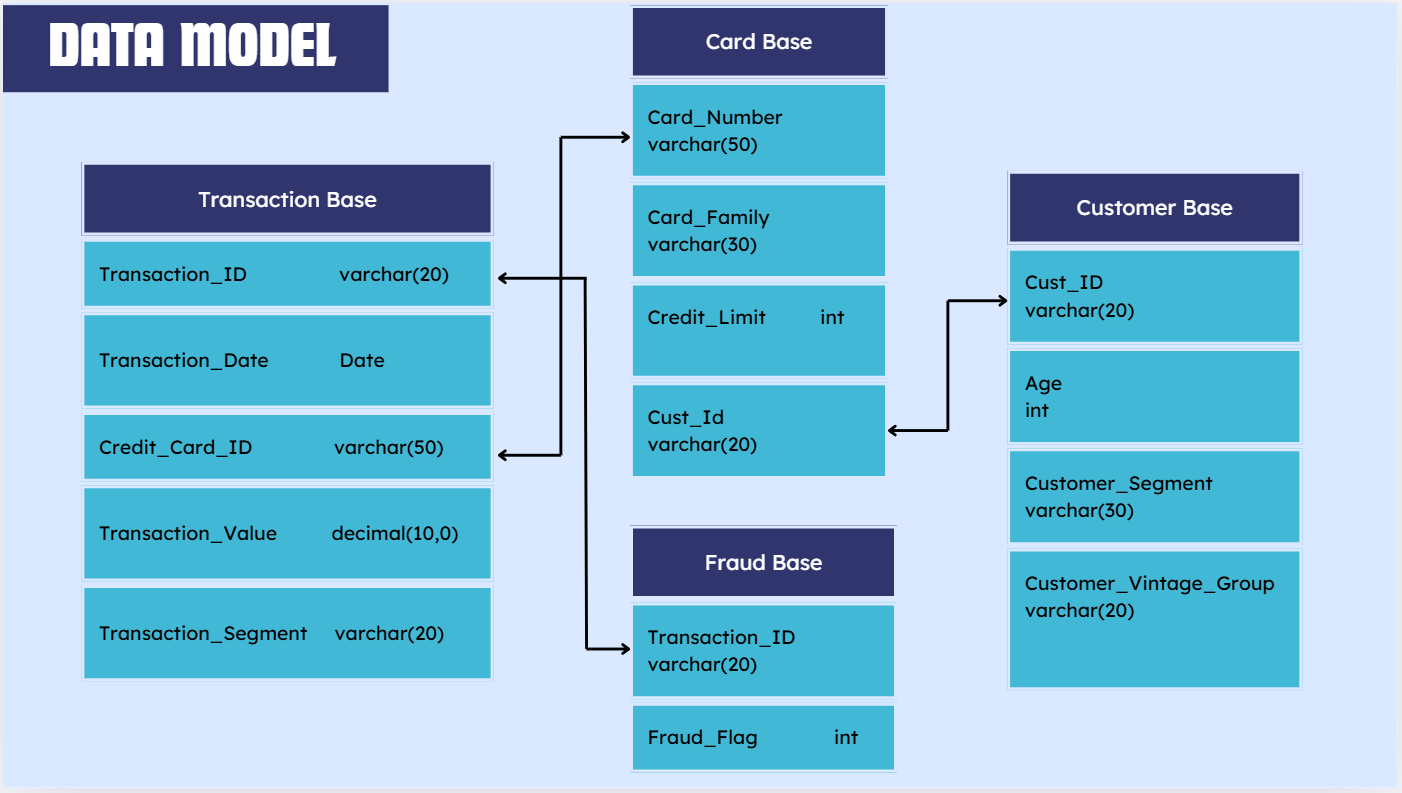 DATA MODEL
Transaction Base
Transaction_ID varchar(20)
Transaction_Date Date
Credit_Card_ID varchar(50)
Transaction_Value decimal(10,0)
Transaction_Segment varchar(20)
Card Base
Card_Number
varchar(50)
Card_Family
varchar(30)
Credit_Limit int
Cust_Id
varchar(20)
Fraud Base
Transaction_ID
varchar(20)
Fraud_Flag int
Customer Base
Cust_ID
varchar(20)
Age
int
Customer_Segment
varchar(30)
Customer_Vintage_Group
varchar(20)